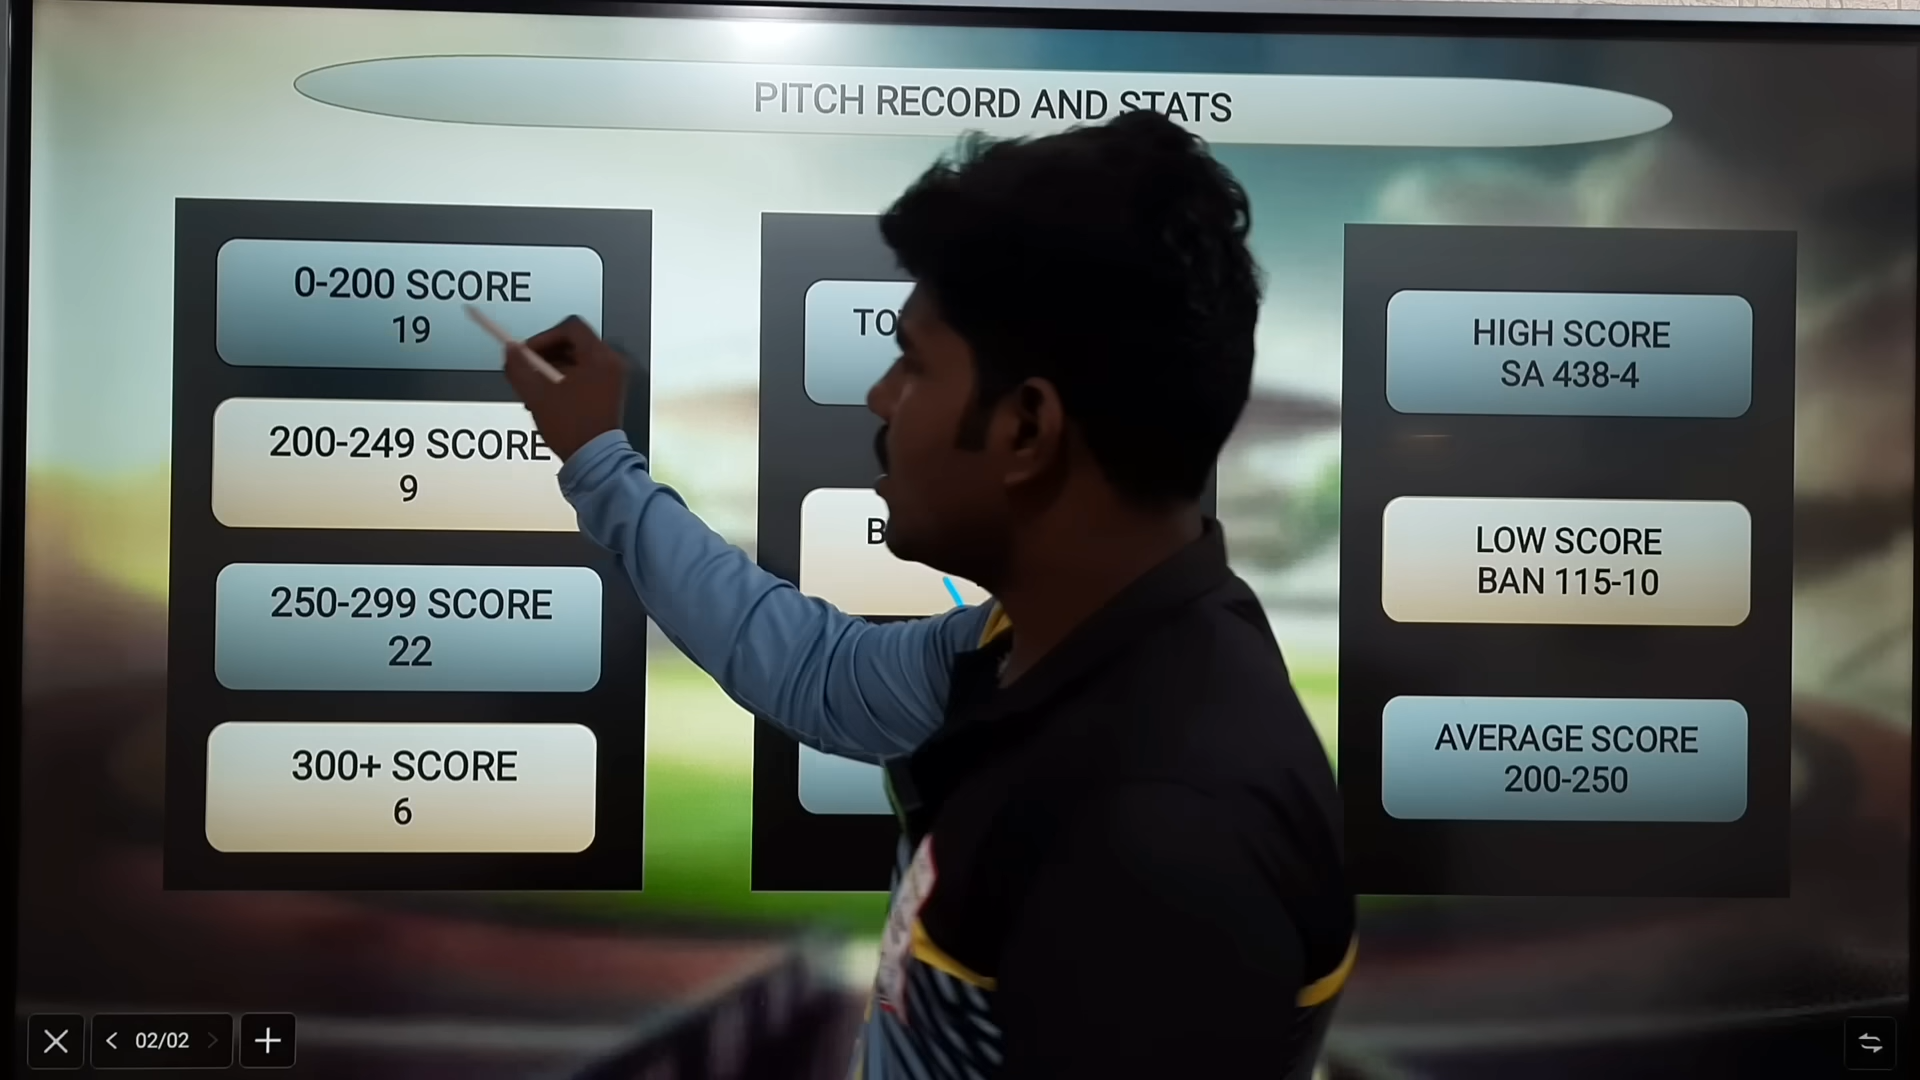 PITCH RECORD AND STATS
0-200 SCORE
19
200-249 SCORE
9
250-299 SCORE
22
300+ SCORE
6
HIGH SCORE
SA 438-4
LOW SCORE
BAN 115-10
AVERAGE SCORE
200-250
02/02